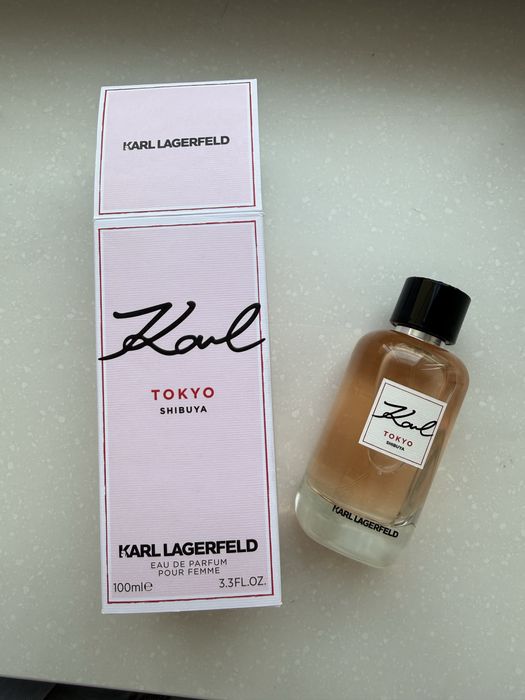 KARL LAGERFELD
Karl
TOKYO
SHIBUYA
KARL LAGERFELD
EAU DE PARFUM
POUR FEMME
100ml℮ 3.3FL.OZ.
Karl
TOKYO
SHIBUYA
KARL LAGERFELD